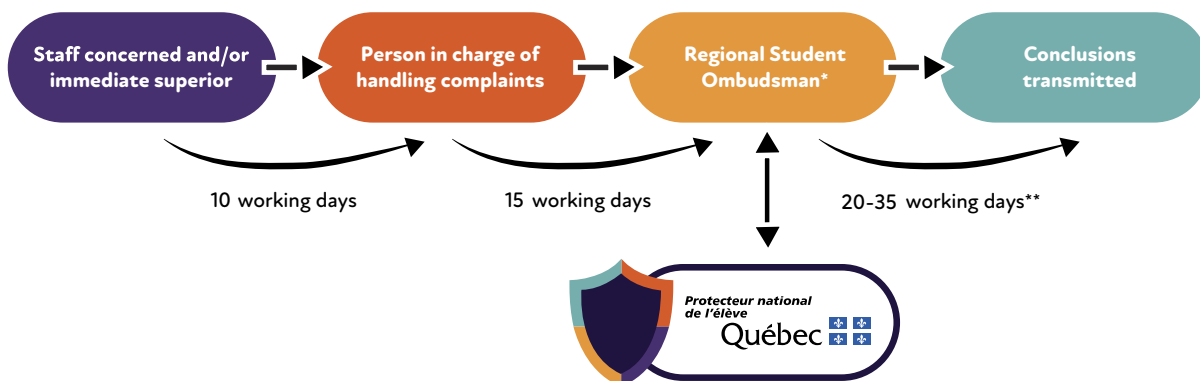 Staff concerned and/or
immediate superior
Person in charge of
handling complaints
Regional Student
Ombudsman*
Conclusions
transmitted
10 working days
15 working days
20-35 working days**
Protecteur national
de l'élève
Québec